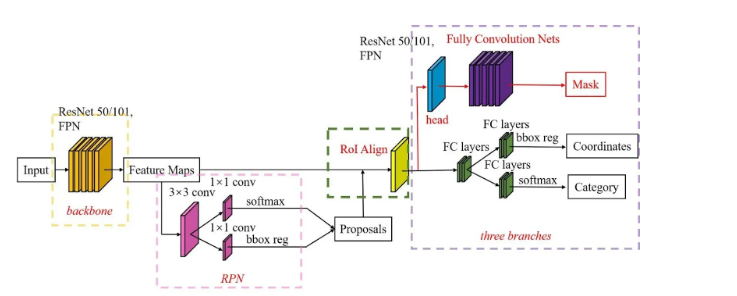 ResNet 50/101,
FPN
Fully Convolution Nets
Mask
head
ResNet 50/101,
FPN
Input
backbone
Feature Maps
RoI Align
FC layers
FC layers
bbox reg
Coordinates
FC layers
softmax
Category
three branches
3×3 conv
1×1 conv
softmax
1×1 conv
bbox reg
Proposals
RPN